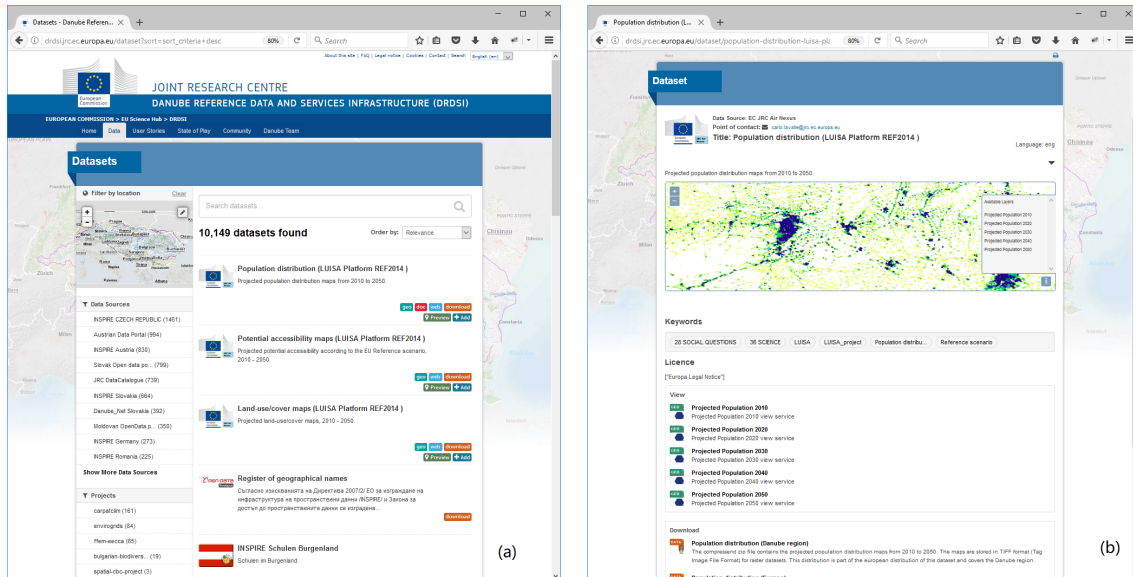 Datasets - Danube Referen...
drdsi.jrc.ec.europa.eu/dataset?sort=sort_criteria+desc
80%
Search
About this site | FAQ | Legal notice | Cookies | Contact | Search
English (en)
European
Commission
JOINT RESEARCH CENTRE
DANUBE REFERENCE DATA AND SERVICES INFRASTRUCTURE (DRDSI)
EUROPEAN COMMISSION > EU Science Hub > DRDSI
Home Data User Stories State of Play Community Danube Team
Datasets
Filter by location Clear
Search datasets...
10,149 datasets found
Order by: Relevance
Population distribution (LUISA Platform REF2014 )
Projected population distribution maps from 2010 to 2050.
geo doc web download
Preview Add
Potential accessibility maps (LUISA Platform REF2014 )
Projected potential accessibility according to the EU Reference scenario,
2010 - 2050.
geo web download
Preview Add
Land-use/cover maps (LUISA Platform REF2014 )
Projected land-use/cover maps, 2010 - 2050.
geo web download
Preview Add
Register of geographical names
Съгласно изискванията на Директива 2007/2/ ЕО за изграждане на
инфраструктура на пространствени данни /INSPIRE/ и Закона за
достъп до пространствените данни са изградена...
download
INSPIRE Schulen Burgenland
Schulen im Burgenland
Data Sources
INSPIRE CZECH REPUBLIC (1461)
Austrian Data Portal (994)
INSPIRE Austria (830)
Slovak Open data po... (799)
JRC DataCatalogue (739)
INSPIRE Slovakia (664)
Danube_Net Slovakia (392)
Moldovan OpenData p... (350)
INSPIRE Germany (273)
INSPIRE Romania (225)
Show More Data Sources
Projects
carpatclim (161)
envirogrids (84)
ffem-eecca (65)
bulgarian-biodivers... (19)
spatial-cbc-project (3)
(a)
Population distribution (L...
drdsi.jrc.ec.europa.eu/dataset/population-distribution-luisa-pl
80%
Search
Dataset
Data Source: EC JRC Air Nexus
Point of contact: carlo.lavalle@jrc.ec.europa.eu
Title: Population distribution (LUISA Platform REF2014 )
Language: eng
Projected population distribution maps from 2010 to 2050.
Available Layers
Projected Population 2010
Projected Population 2020
Projected Population 2030
Projected Population 2040
Projected Population 2050
Keywords
28 SOCIAL QUESTIONS 36 SCIENCE LUISA LUISA_project Population distribu... Reference scenario
Licence
["Europa Legal Notice"]
View
Projected Population 2010
Projected Population 2010 view service
Projected Population 2020
Projected Population 2020 view service
Projected Population 2030
Projected Population 2030 view service
Projected Population 2040
Projected Population 2040 view service
Projected Population 2050
Projected Population 2050 view service
Download
Population distribution (Danube region)
The compressend zip file contains the projected population distribution maps from 2010 to 2050. The maps are stored in TIFF format (Tag
Image File Format) for raster datasets. This distribution is part of the european distribution of this dataset and covers the Danube region.
(b)